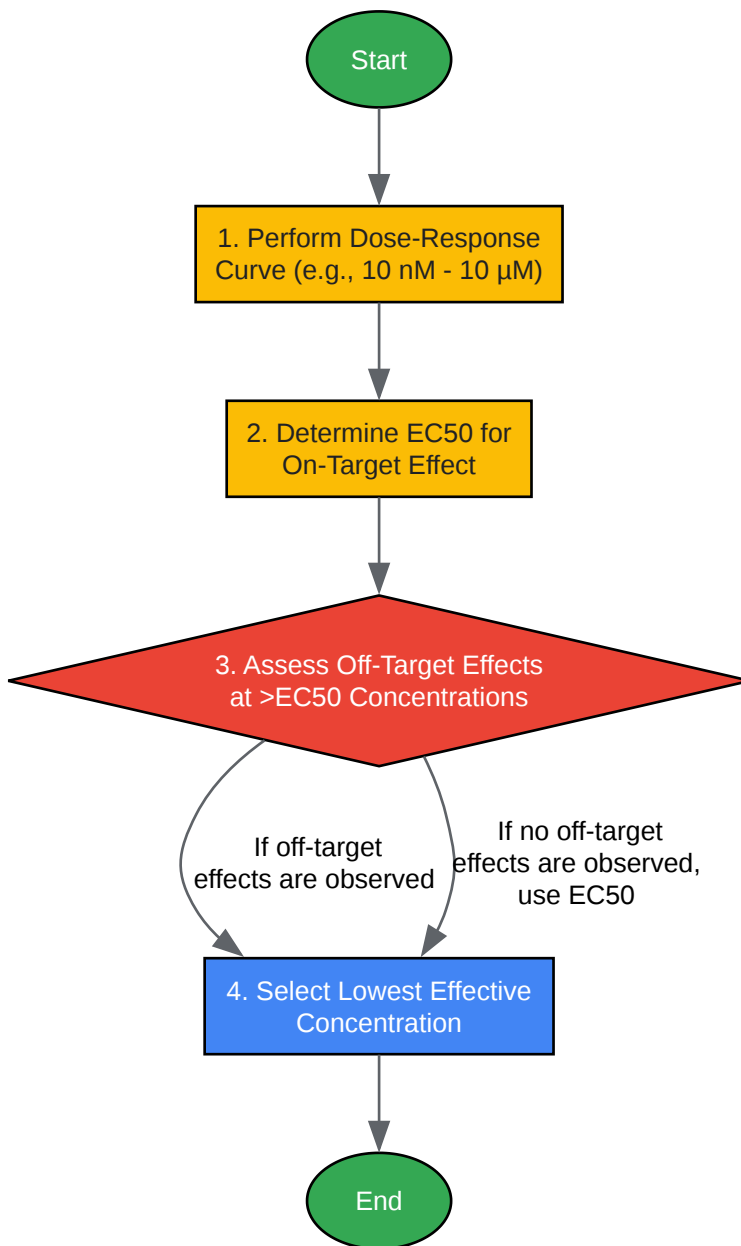 Start
1. Perform Dose-Response
Curve (e.g., 10 nM - 10 µM)
2. Determine EC50 for
On-Target Effect
3. Assess Off-Target Effects
at >EC50 Concentrations
If off-target
effects are observed
If no off-target
effects are observed,
use EC50
4. Select Lowest Effective
Concentration
End